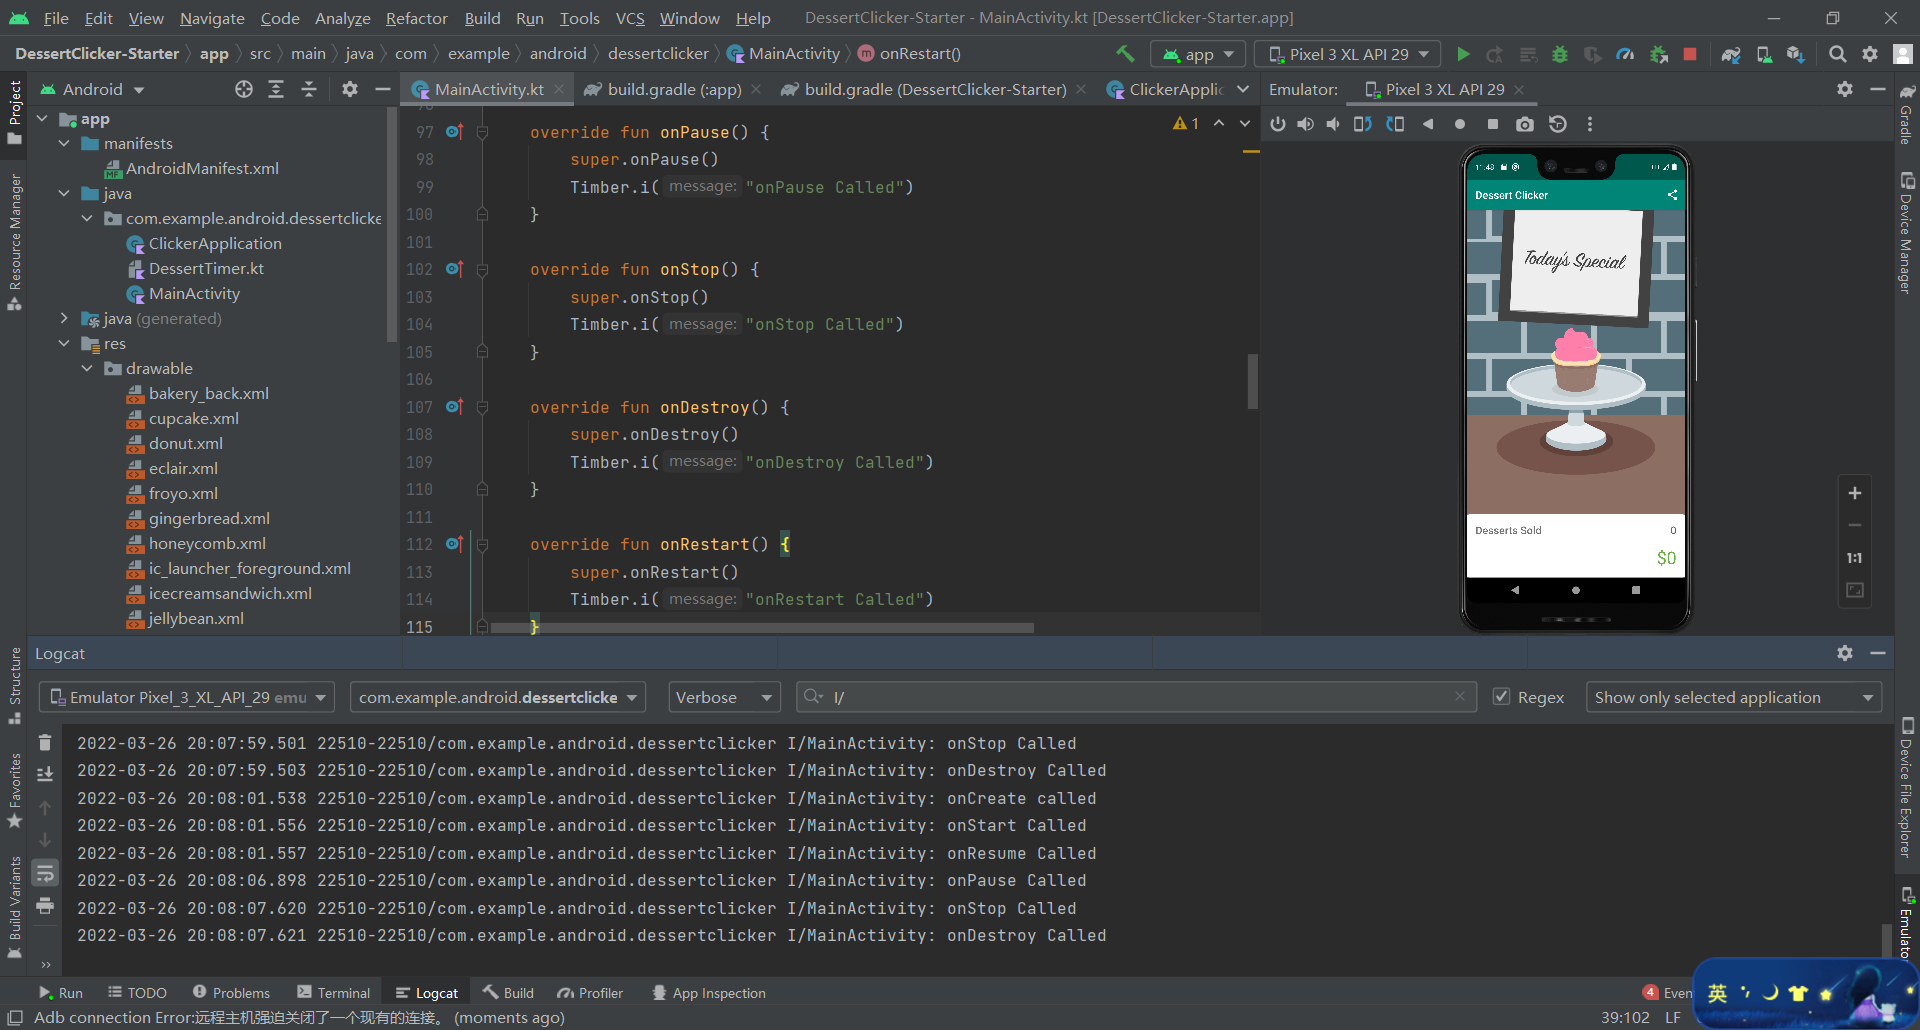 File Edit View Navigate Code Analyze Refactor Build Run Tools VCS Window Help DessertClicker-Starter - MainActivity.kt [DessertClicker-Starter.app]
DessertClicker-Starter app src main java com example android dessertclicker MainActivity onRestart() app Pixel 3 XL API 29
Android
MainActivity.kt build.gradle (:app) build.gradle (DessertClicker-Starter) ClickerApplic
Emulator: Pixel 3 XL API 29
Project
Resource Manager
Structure
Favorites
Build Variants
app
manifests
AndroidManifest.xml
java
com.example.android.dessertclicke
ClickerApplication
DessertTimer.kt
MainActivity
java (generated)
res
drawable
bakery_back.xml
cupcake.xml
donut.xml
eclair.xml
froyo.xml
gingerbread.xml
honeycomb.xml
ic_launcher_foreground.xml
icecreamsandwich.xml
jellybean.xml
1
97 override fun onPause() {
98 super.onPause()
99 Timber.i( message: "onPause Called")
100 }
101
102 override fun onStop() {
103 super.onStop()
104 Timber.i( message: "onStop Called")
105 }
106
107 override fun onDestroy() {
108 super.onDestroy()
109 Timber.i( message: "onDestroy Called")
110 }
111
112 override fun onRestart() {
113 super.onRestart()
114 Timber.i( message: "onRestart Called")
115 }
Dessert Clicker
Today's Special
Desserts Sold 0
$0
1:1
Gradle
Device Manager
Device File Explorer
Emulator
Logcat
Emulator Pixel_3_XL_API_29 emu com.example.android.dessertclicke Verbose I/ Regex Show only selected application
2022-03-26 20:07:59.501 22510-22510/com.example.android.dessertclicker I/MainActivity: onStop Called
2022-03-26 20:07:59.503 22510-22510/com.example.android.dessertclicker I/MainActivity: onDestroy Called
2022-03-26 20:08:01.538 22510-22510/com.example.android.dessertclicker I/MainActivity: onCreate called
2022-03-26 20:08:01.556 22510-22510/com.example.android.dessertclicker I/MainActivity: onStart Called
2022-03-26 20:08:01.557 22510-22510/com.example.android.dessertclicker I/MainActivity: onResume Called
2022-03-26 20:08:06.898 22510-22510/com.example.android.dessertclicker I/MainActivity: onPause Called
2022-03-26 20:08:07.620 22510-22510/com.example.android.dessertclicker I/MainActivity: onStop Called
2022-03-26 20:08:07.621 22510-22510/com.example.android.dessertclicker I/MainActivity: onDestroy Called
Run TODO Problems Terminal Logcat Build Profiler App Inspection 4 Even
英
Adb connection Error:远程主机强迫关闭了一个现有的连接。 (moments ago) 39:102 LF